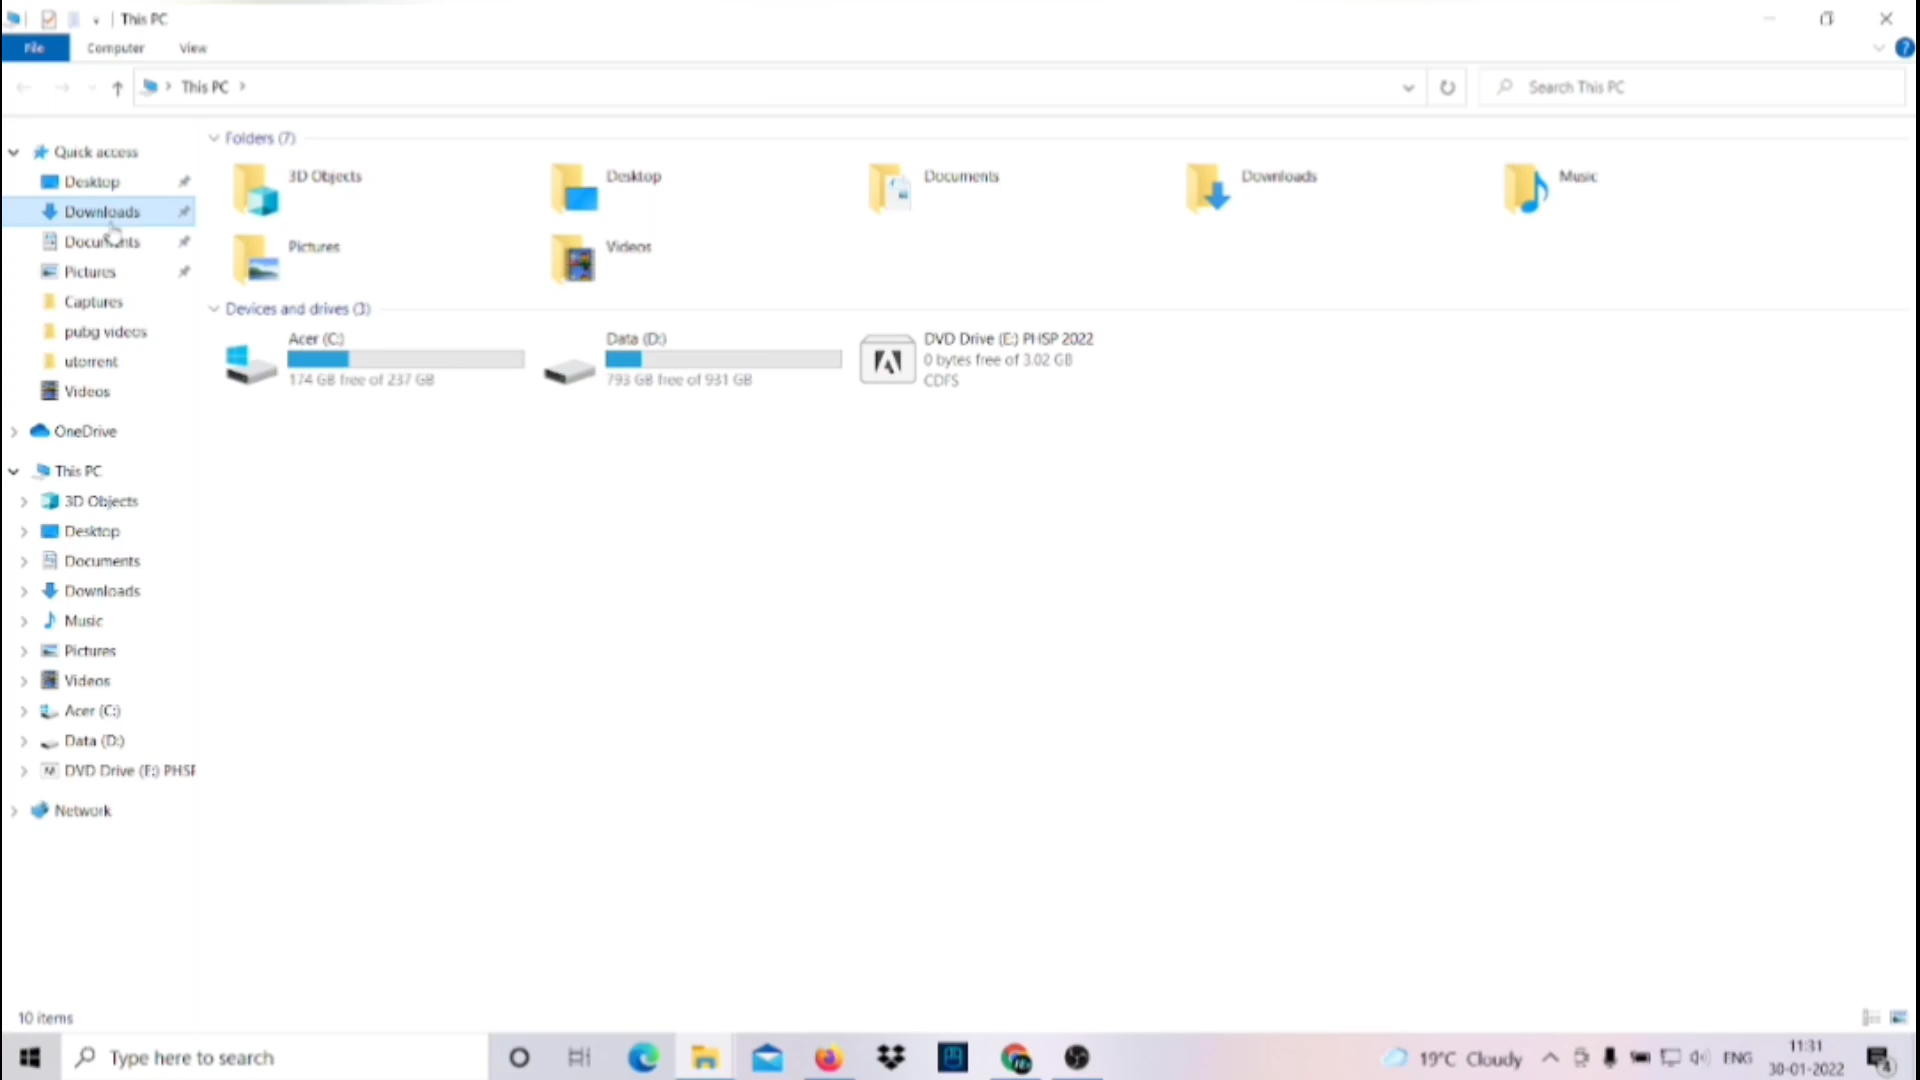 This PC
File Computer View
This PC
Search This PC
Quick access
Desktop
Downloads
Documents
Pictures
Captures
pubg videos
utorrent
Videos
OneDrive
This PC
3D Objects
Desktop
Documents
Downloads
Music
Pictures
Videos
Acer (C:)
Data (D:)
DVD Drive (E:) PHSP
Network
Folders (7)
3D Objects
Desktop
Documents
Downloads
Music
Pictures
Videos
Devices and drives (3)
Acer (C:)
174 GB free of 237 GB
Data (D:)
793 GB free of 931 GB
DVD Drive (E:) PHSP 2022
0 bytes free of 3.02 GB
CDFS
10 items
Type here to search
19°C Cloudy
ENG
11:31
30-01-2022
4